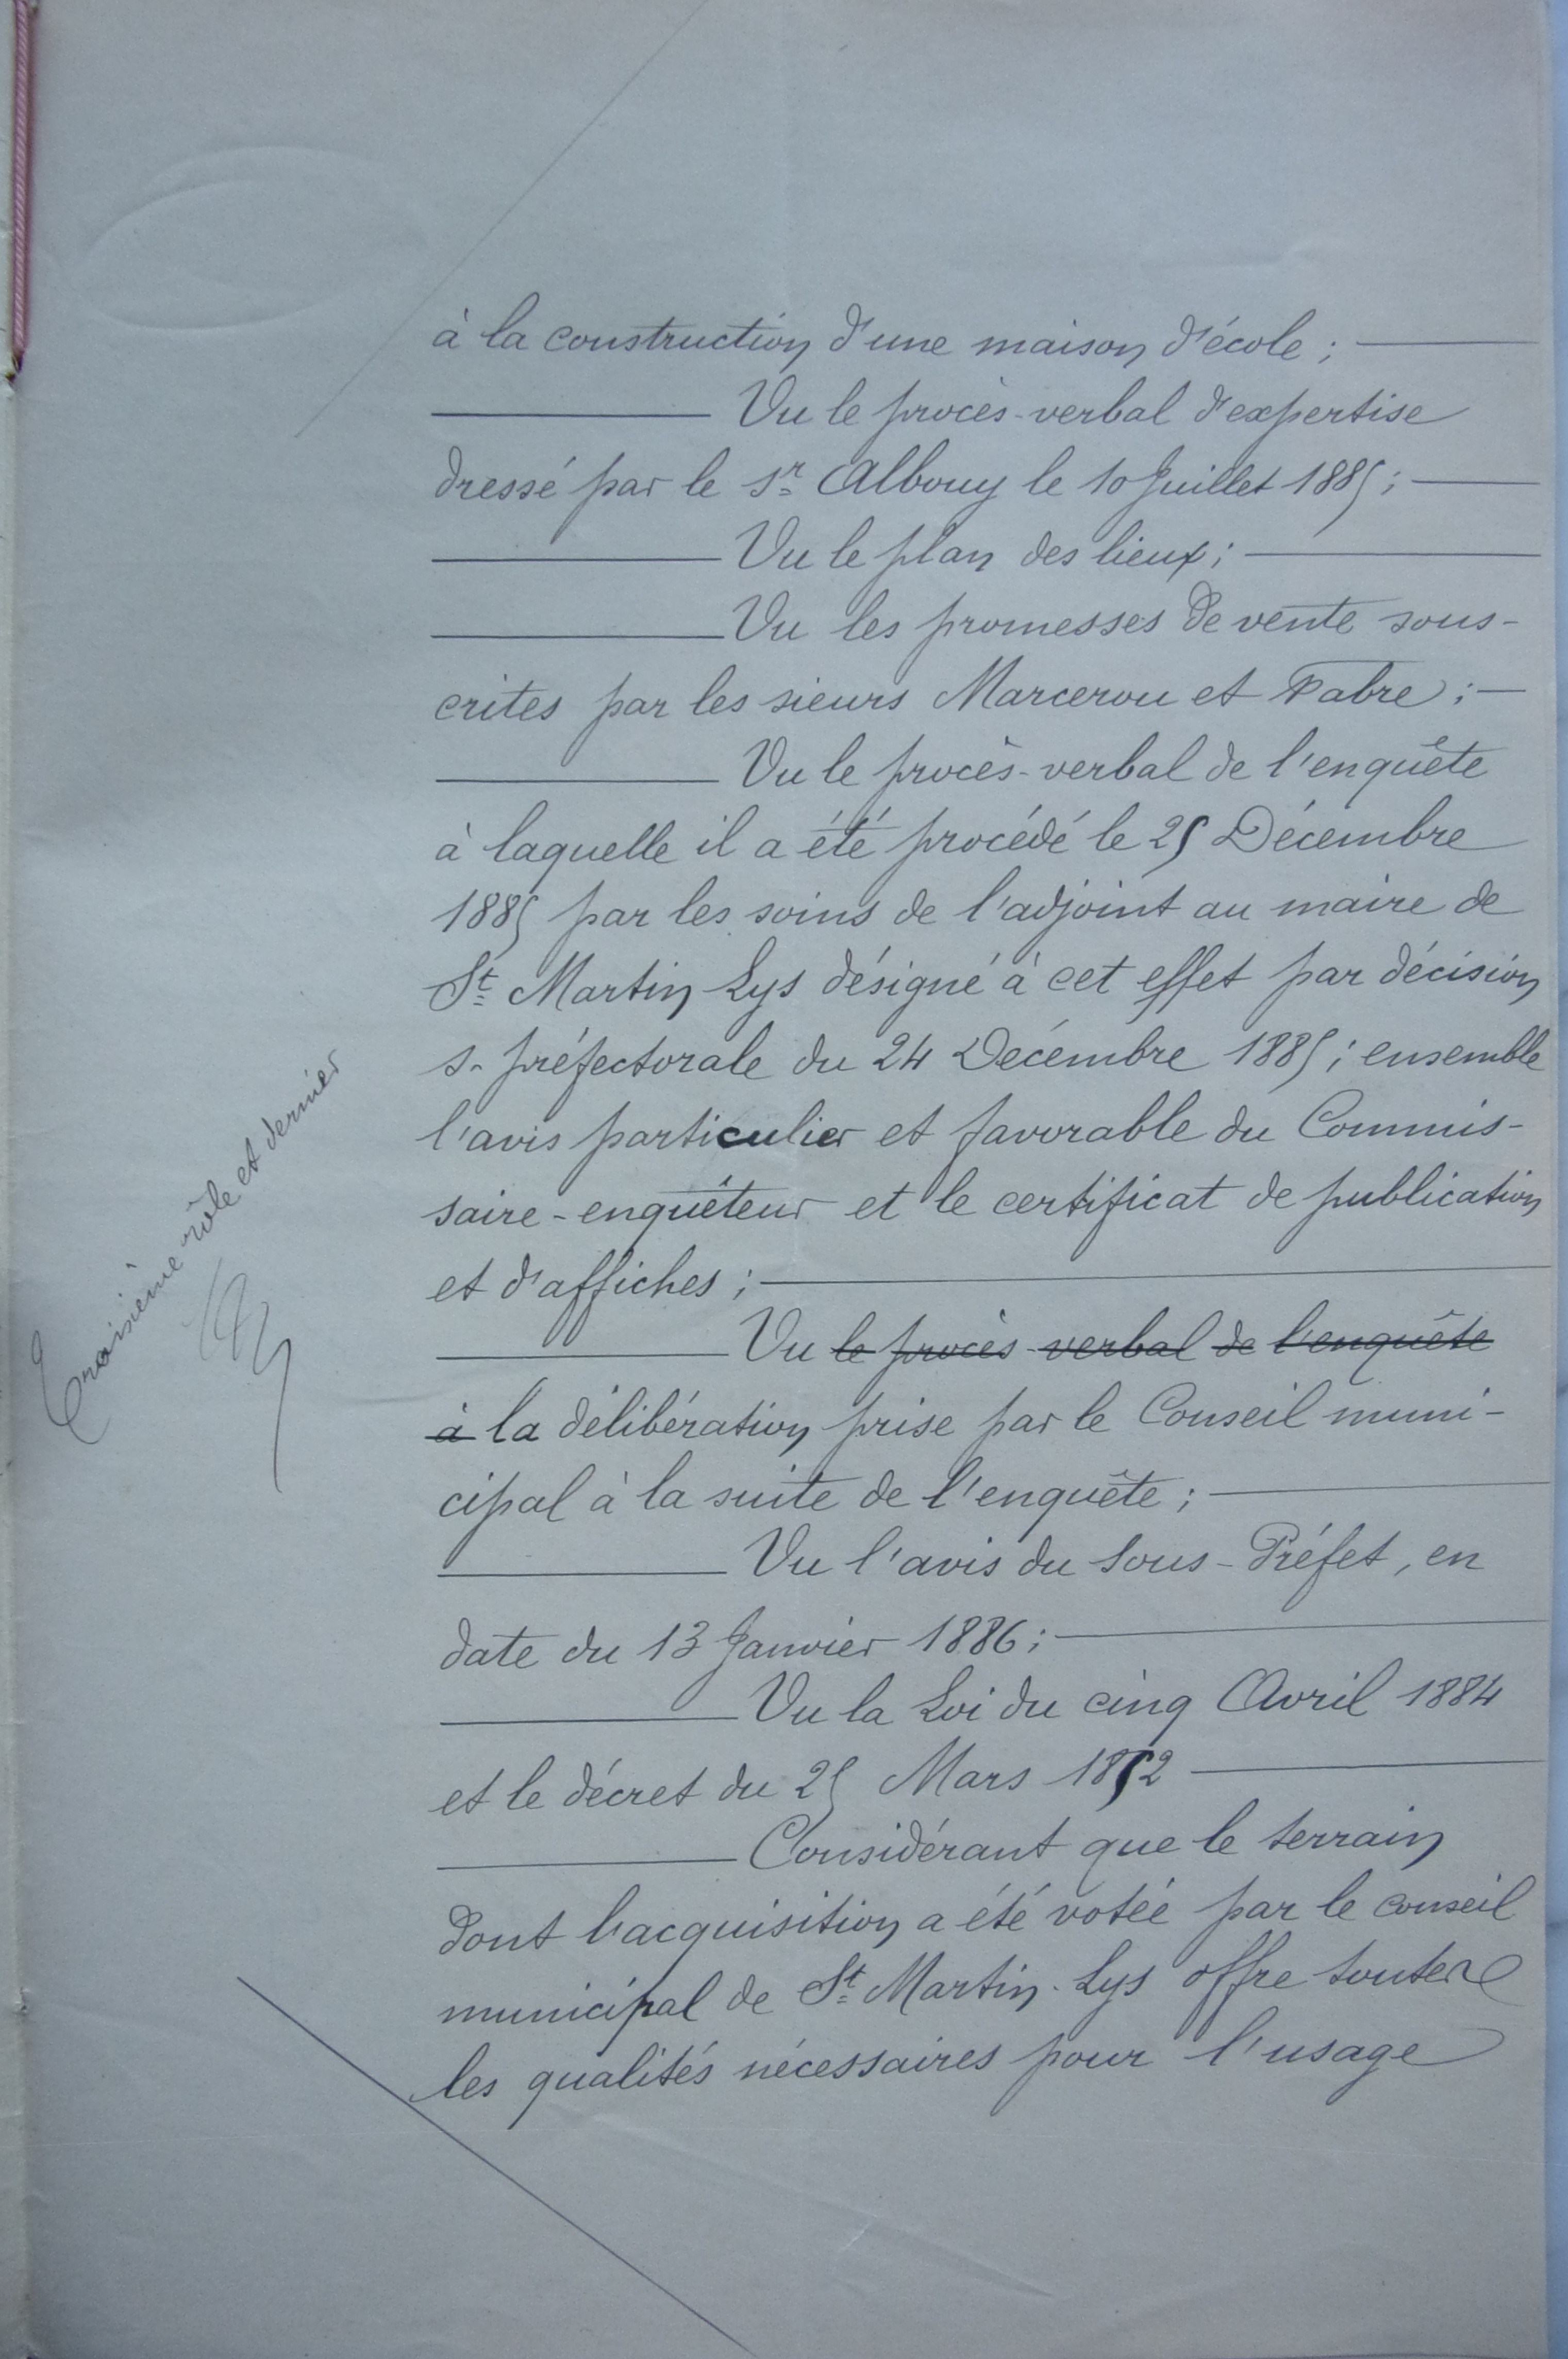 à la construction d'une maison d'école ;
Vu le procès-verbal d'expertise
dressé par le Sr Albouy le 10 Juillet 1885 ;
Vu le plan des lieux ;
Vu les promesses de vente sous-
crites par les sieurs Marcerou et Fabre ;
Vu le procès-verbal de l'enquête
à laquelle il a été procédé le 25 Décembre
1885 par les soins de l'adjoint au maire de
St Martin Lys désigné à cet effet par décision
s. préfectorale du 24 Décembre 1885 ; ensemble
l'avis particulier et favorable du Commis-
saire-enquêteur et le certificat de publication
et d'affiches ;
Vu le procès-verbal de l'enquête
à la délibération prise par le Conseil muni-
cipal à la suite de l'enquête ;
Vu l'avis du Sous-Préfet, en
date du 13 Janvier 1886 ;
Vu la Loi du cinq Avril 1884
et le décret du 25 Mars 1852
Considérant que le terrain
dont l'acquisition a été votée par le conseil
municipal de St Martin-Lys offre toutes
les qualités nécessaires pour l'usage
Troisième rôle et dernier